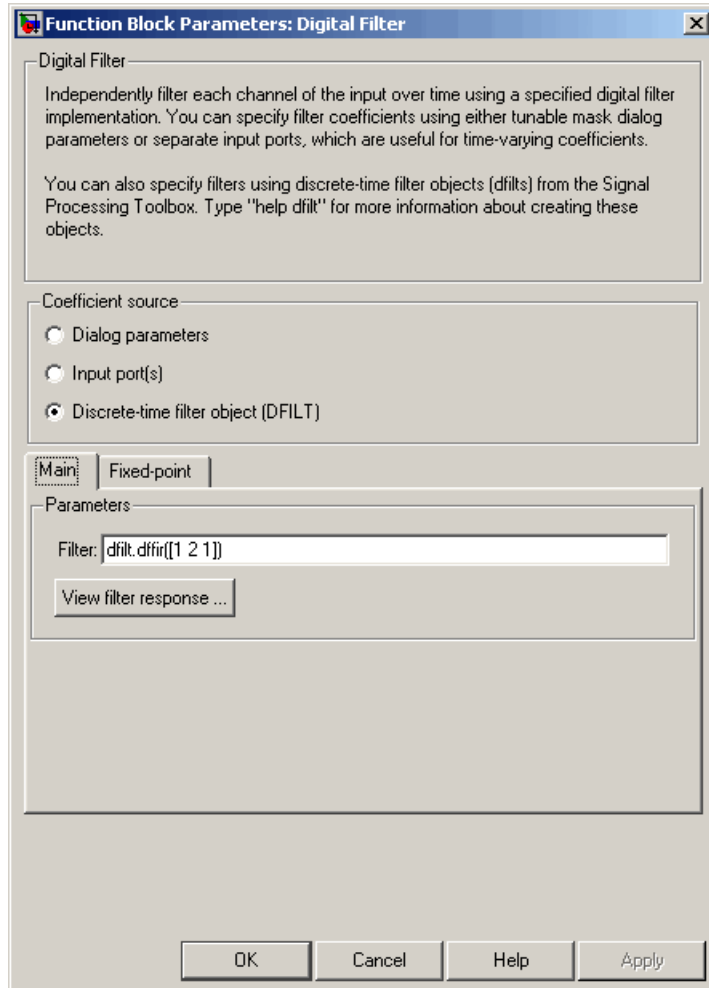 Function Block Parameters: Digital Filter
Digital Filter
Independently filter each channel of the input over time using a specified digital filter
implementation. You can specify filter coefficients using either tunable mask dialog
parameters or separate input ports, which are useful for time-varying coefficients.
You can also specify filters using discrete-time filter objects (dfilts) from the Signal
Processing Toolbox. Type "help dfilt" for more information about creating these
objects.
Coefficient source
Dialog parameters
Input port(s)
Discrete-time filter object (DFILT)
Main Fixed-point
Parameters
Filter: dfilt.dffir([1 2 1])
View filter response ...
OK Cancel Help Apply